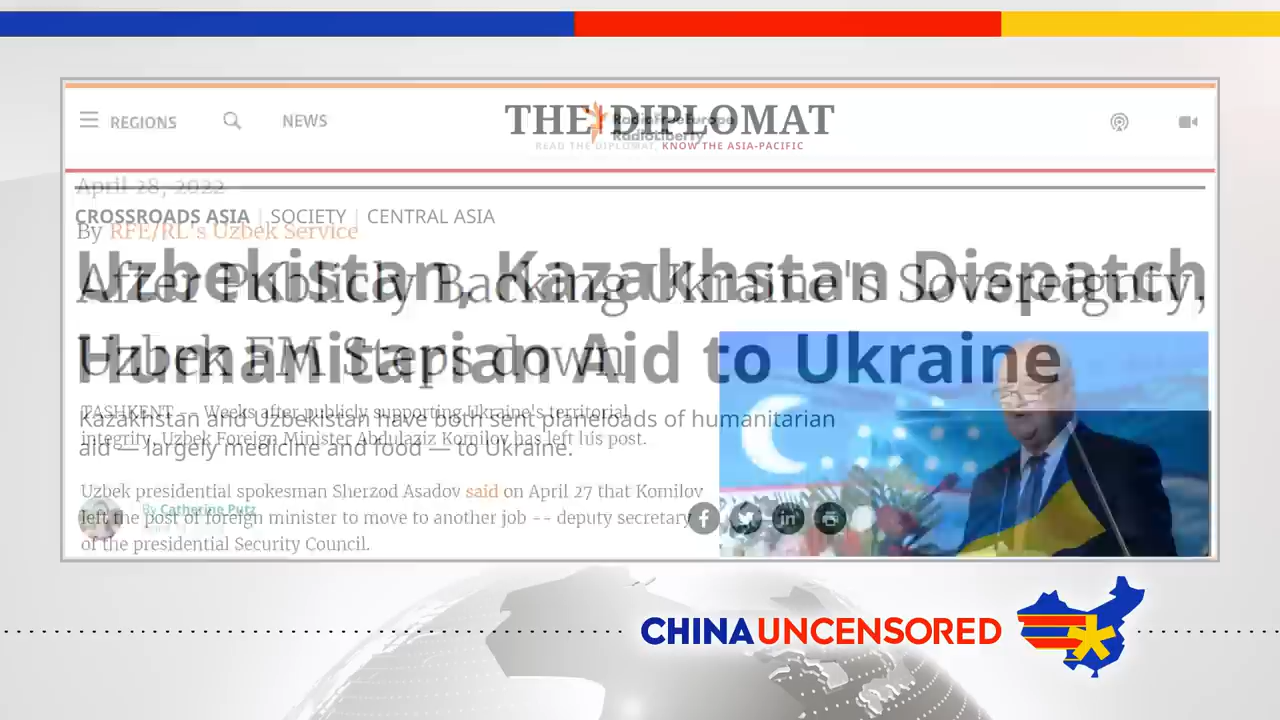 REGIONS
NEWS
THE DIPLOMAT
RadioFreeEurope
RadioLiberty
READ THE DIPLOMAT, KNOW THE ASIA-PACIFIC
April 28, 2022
CROSSROADS ASIA | SOCIETY | CENTRAL ASIA
By RFE/RL's Uzbek Service
Uzbekistan, Kazakhstan Dispatch
Humanitarian Aid to Ukraine
After Publicly Backing Ukraine's Sovereignty,
Uzbek FM Steps down
Kazakhstan and Uzbekistan have both sent planeloads of humanitarian
aid — largely medicine and food — to Ukraine.
TASHKENT -- Weeks after publicly supporting Ukraine's territorial
integrity, Uzbek Foreign Minister Abdulaziz Komilov has left his post.
By Catherine Putz
Uzbek presidential spokesman Sherzod Asadov said on April 27 that Komilov
left the post of foreign minister to move to another job -- deputy secretary
of the presidential Security Council.
f
in
CHINA UNCENSORED